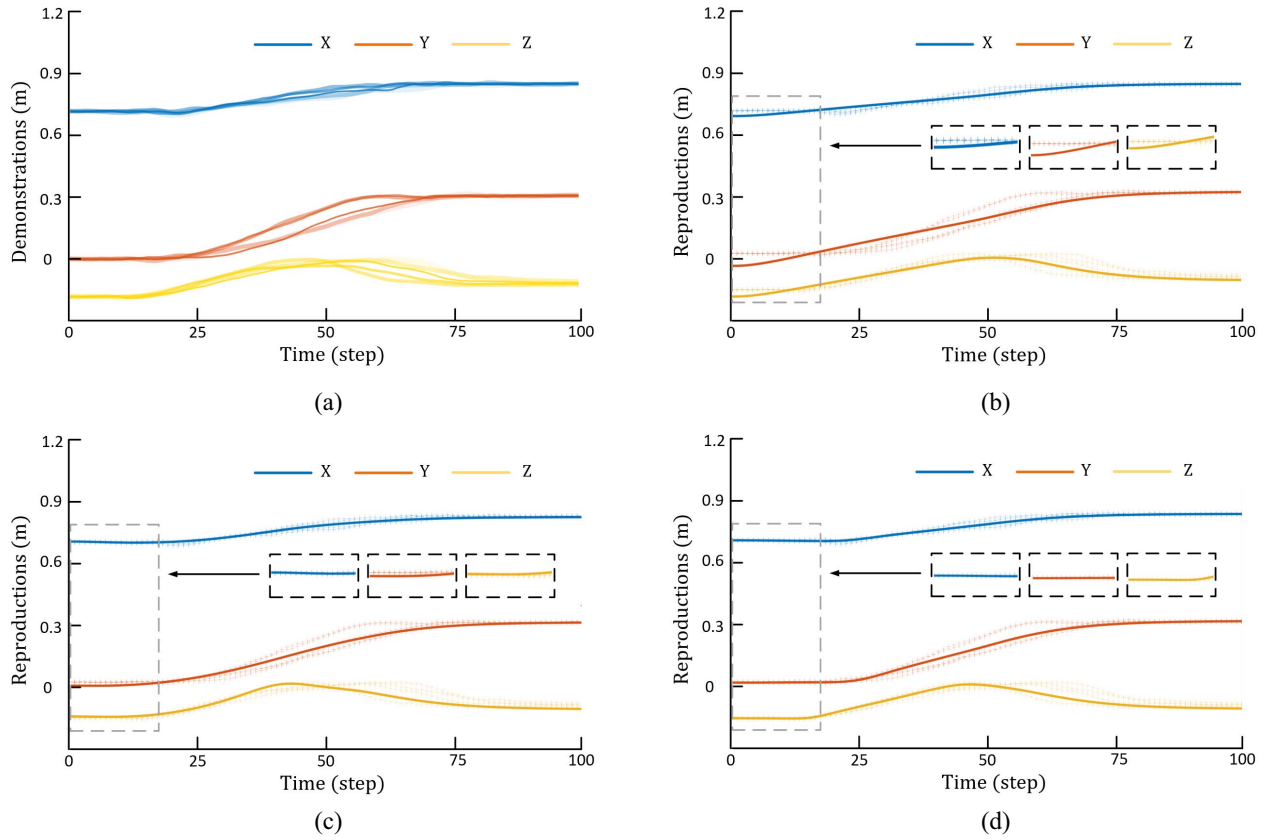 1.2
X Y Z
0.9
0.6
0.3
0
Demonstrations (m)
0 25 50 75 100
Time (step)
(a)
1.2
X Y Z
0.9
0.6
0.3
0
Reproductions (m)
0 25 50 75 100
Time (step)
(b)
1.2
X Y Z
0.9
0.6
0.3
0
Reproductions (m)
0 25 50 75 100
Time (step)
(c)
1.2
X Y Z
0.9
0.6
0.3
0
Reproductions (m)
0 25 50 75 100
Time (step)
(d)